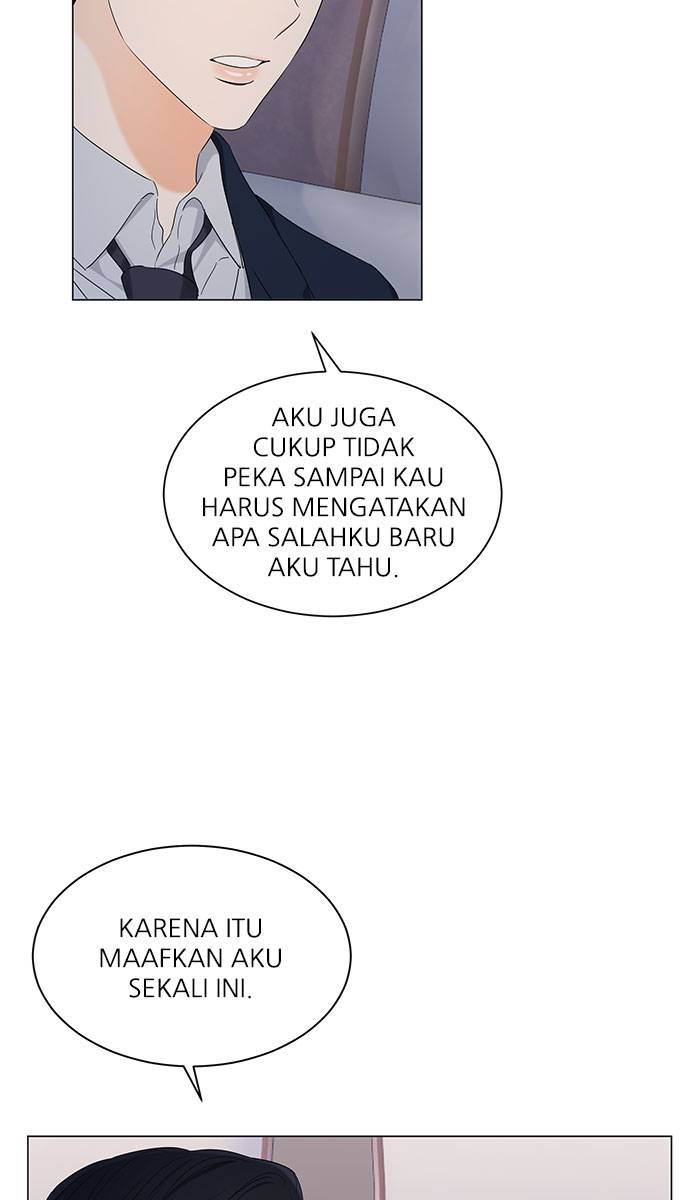 AKU JUGA
CUKUP TIDAK
PEKA SAMPAI KAU
HARUS MENGATAKAN
APA SALAHKU BARU
AKU TAHU.
KARENA ITU
MAAFKAN AKU
SEKALI INI.